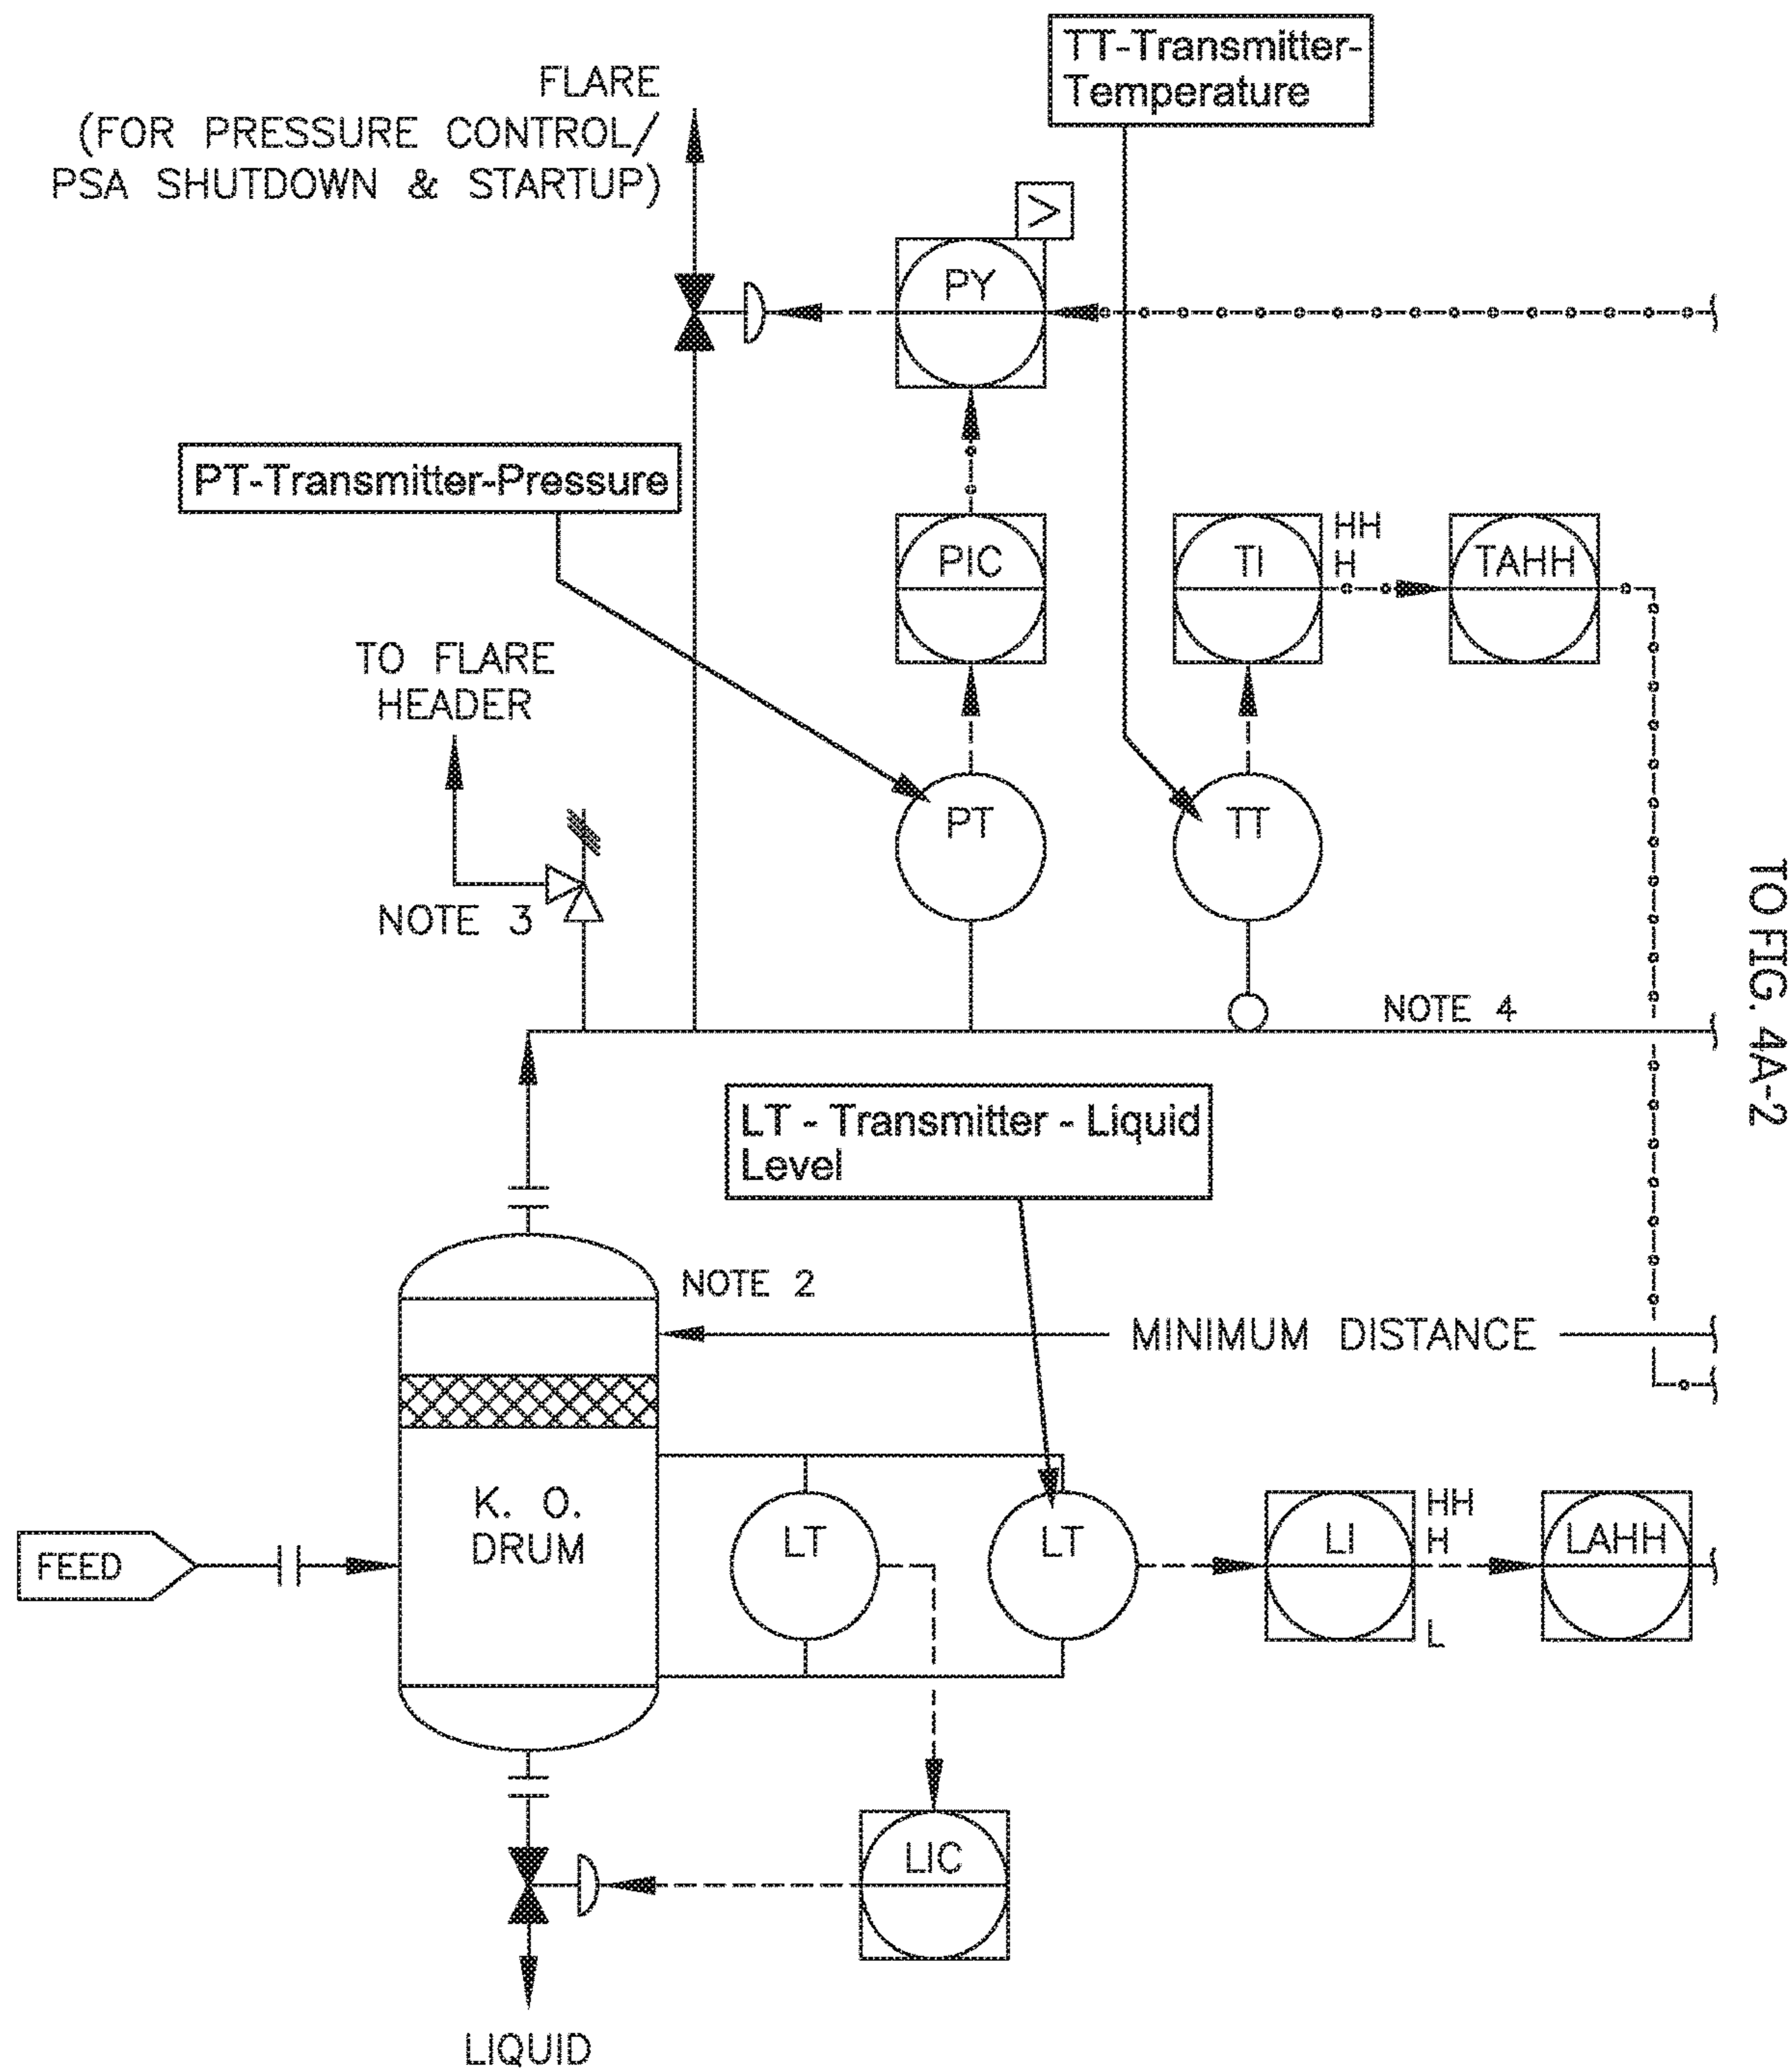 TT-Transmitter-
Temperature
FLARE
(FOR PRESSURE CONTROL/
PSA SHUTDOWN & STARTUP)
>
PY
PT-Transmitter-Pressure
PIC
TI
HH
H
TAHH
TO FLARE
HEADER
PT
TT
NOTE 3
NOTE 4
TO FIG. 4A-2
LT - Transmitter - Liquid
Level
NOTE 2
MINIMUM DISTANCE
K. O.
DRUM
FEED
LT
LT
LI
HH
H
L
LAHH
LIC
LIQUID